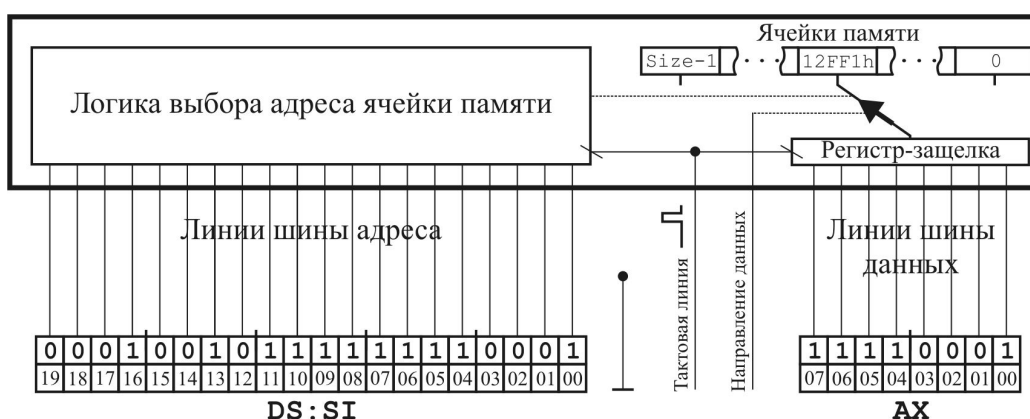 Ячейки памяти
Size-1 ... 12FF1h ... 0
Логика выбора адреса ячейки памяти
Регистр-защелка
Линии шины адреса
Тактовая линия
Направление данных
Линии шины
данных
0 0 0 1 0 0 1 0 1 1 1 1 1 1 1 1 0 0 0 1
19 18 17 16 15 14 13 12 11 10 09 08 07 06 05 04 03 02 01 00
DS:SI
1 1 1 1 0 0 0 1
07 06 05 04 03 02 01 00
AX